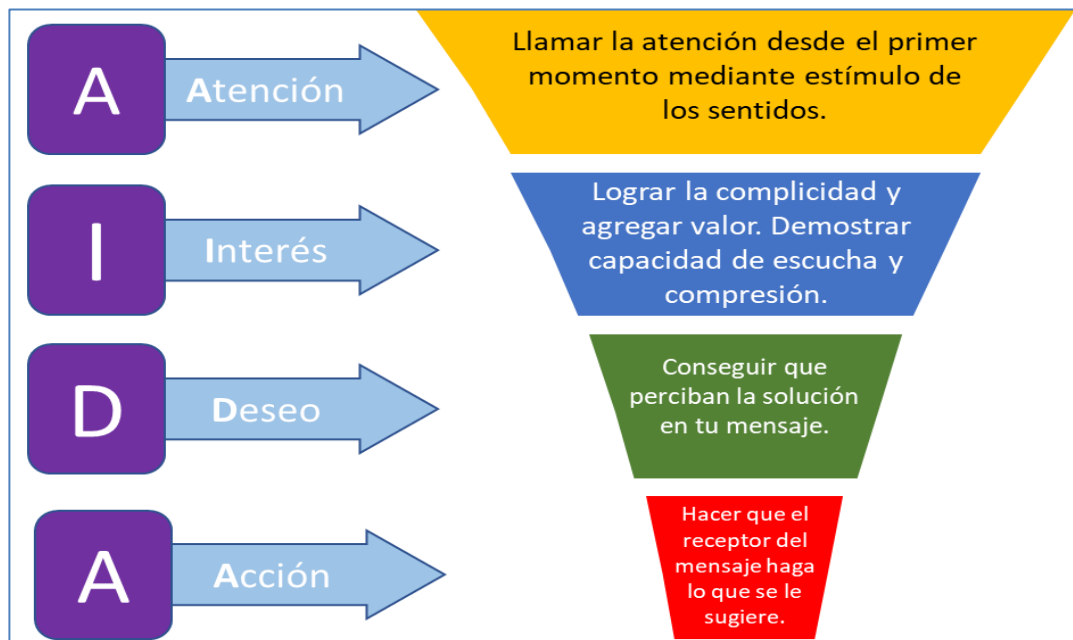 A
Atención
Llamar la atención desde el primer
momento mediante estímulo de
los sentidos.
I
Interés
Lograr la complicidad y
agregar valor. Demostrar
capacidad de escucha y
compresión.
D
Deseo
Conseguir que
perciban la solución
en tu mensaje.
A
Acción
Hacer que el
receptor del
mensaje haga
lo que se le
sugiere.